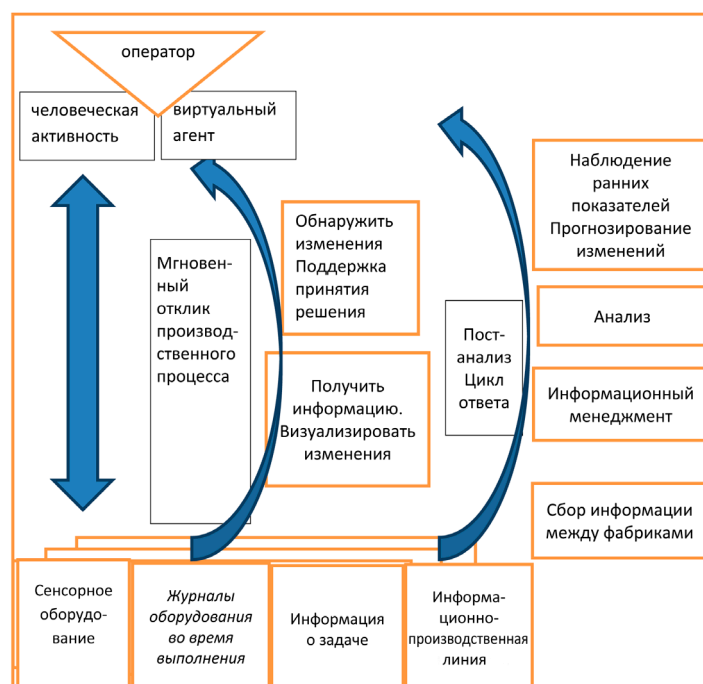 оператор
человеческая
активность
виртуальный
агент
Мгновен-
ный
отклик
производ-
ственного
процесса
Обнаружить
изменения
Поддержка
принятия
решения
Получить
информацию.
Визуализировать
изменения
Пост-
анализ
Цикл
ответа
Наблюдение
ранних
показателей
Прогнозирование
изменений
Анализ
Информационный
менеджмент
Сбор информации
между фабриками
Сенсорное
оборудо-
вание
Журналы
оборудования
во время
выполнения
Информация
о задаче
Информа-
ционно-
производственная
линия